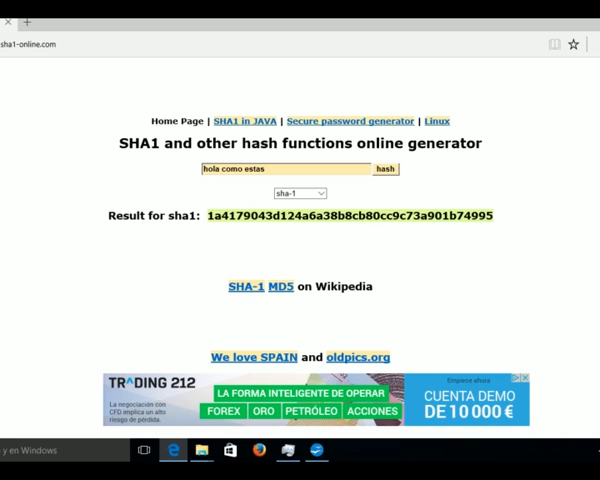 sha1-online.com
Home Page | SHA1 in JAVA | Secure password generator | Linux
SHA1 and other hash functions online generator
hola como estas
hash
sha-1
Result for sha1: 1a4179043d124a6a38b8cb80cc9c73a901b74995
SHA-1 MD5 on Wikipedia
We love SPAIN and oldpics.org
TRADING 212
La negociación con CFD implica un alto riesgo de pérdida.
LA FORMA INTELIGENTE DE OPERAR
FOREX ORO PETRÓLEO ACCIONES
Empiece ahora
CUENTA DEMO
DE 10 000 €
y en Windows